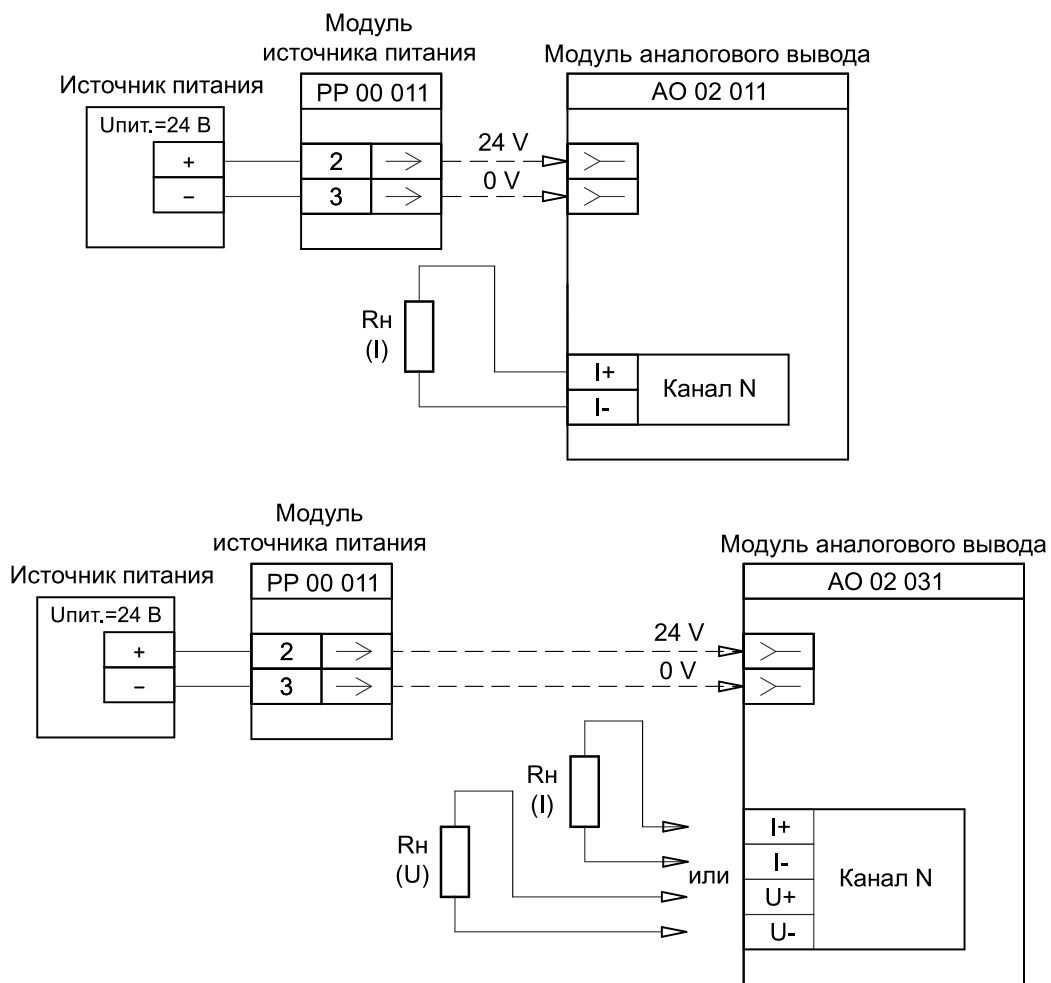 Модуль
источника питания
Модуль аналогового вывода
Источник питания
PP 00 011
AO 02 011
Uпит.=24 В
+
2
24 V
–
3
0 V
Rн
(I)
I+
I-
Канал N
Модуль
источника питания
Модуль аналогового вывода
Источник питания
PP 00 011
AO 02 031
Uпит.=24 В
+
2
24 V
–
3
0 V
Rн
(I)
Rн
(U)
или
I+
I-
U+
U-
Канал N